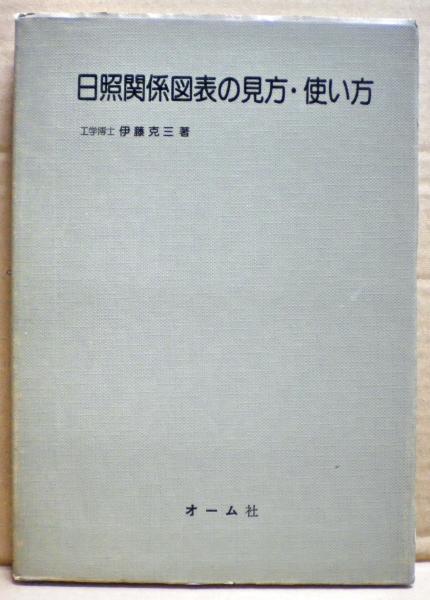 日照関係図表の見方・使い方
工学博士 伊藤克三著
オーム社